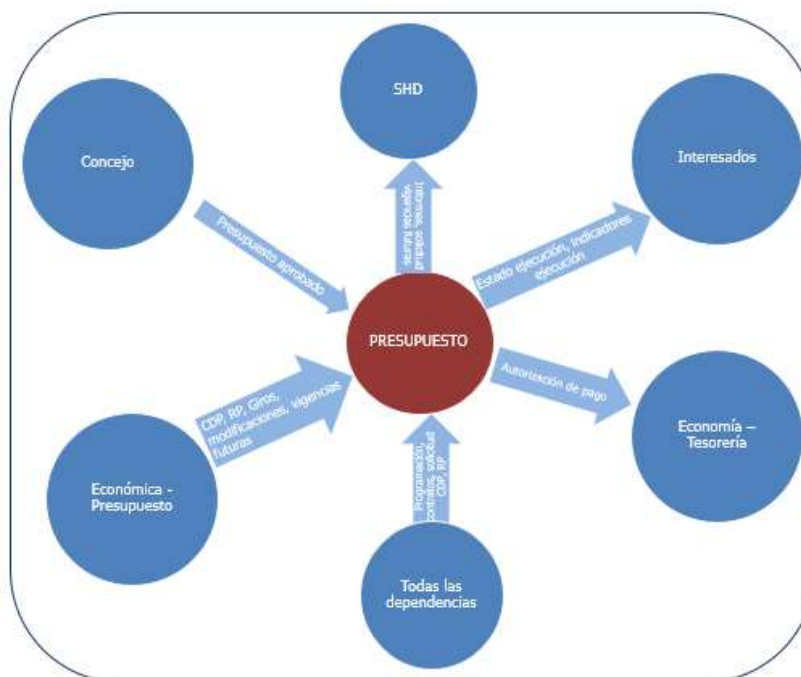 SHD
Concejo
Interesados
Informes, solicitud
vigencias futuras
Presupuesto aprobado
Estado ejecución, Indicadores
ejecución
PRESUPUESTO
Autorización de pago
CDP, RP, Giros,
modificaciones, vigencias
futuras
Economía –
Tesorería
Económica -
Presupuesto
Programación,
contratos, solicitud
CDP, RP
Todas las
dependencias